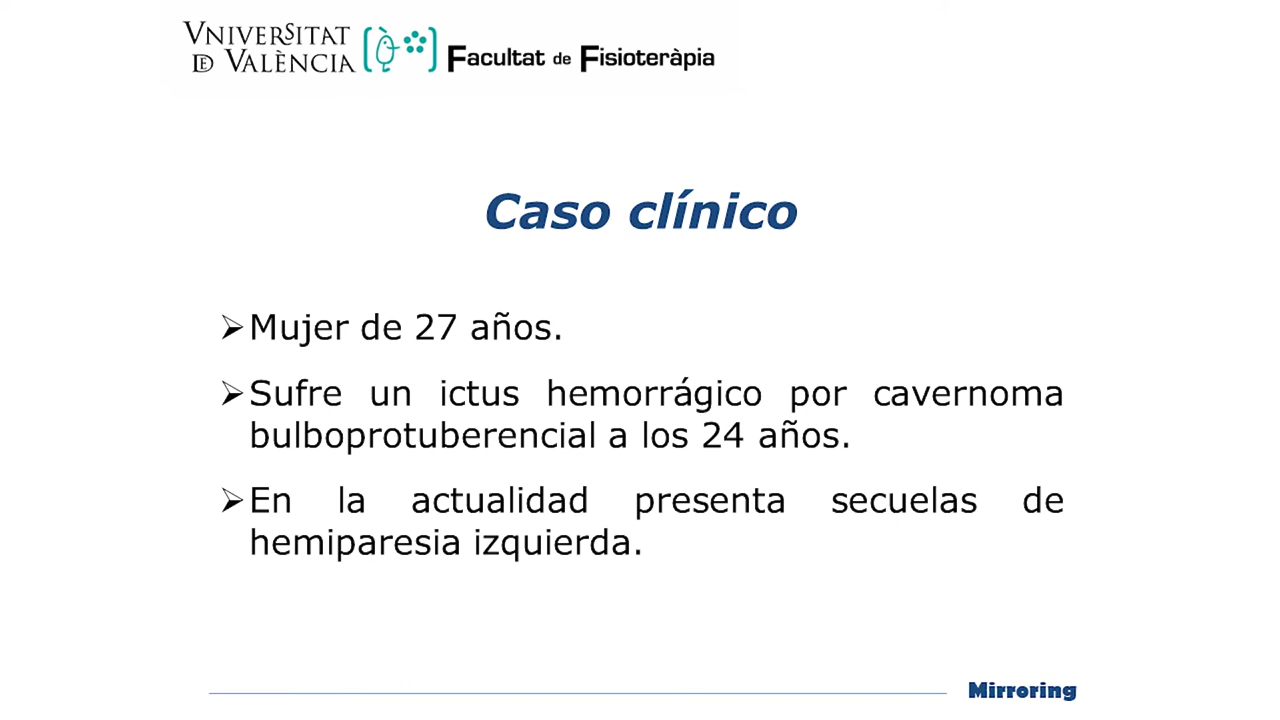 VNIVERSITAT
DE VALÈNCIA
Facultat de Fisioteràpia
Caso clínico
Mujer de 27 años.
Sufre un ictus hemorrágico por cavernoma
bulboprotuberencial a los 24 años.
En la actualidad presenta secuelas de
hemiparesia izquierda.
Mirroring